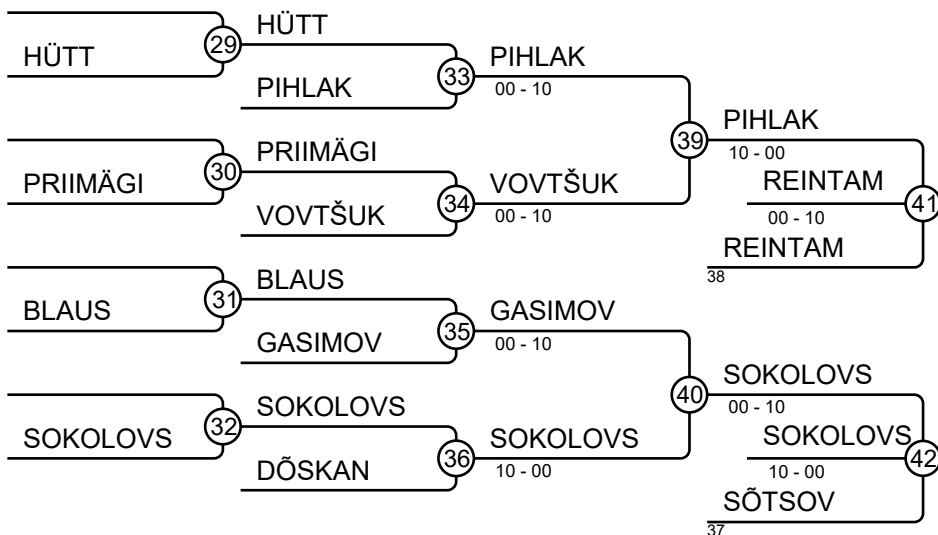 HÜTT
29
HÜTT
PIHLAK
33
PIHLAK
00 - 10
PRIIMÄGI
30
PRIIMÄGI
VOVTŠUK
34
VOVTŠUK
00 - 10
39
PIHLAK
10 - 00
REINTAM
00 - 10
41
REINTAM
38
BLAUS
31
BLAUS
GASIMOV
35
GASIMOV
00 - 10
SOKOLOVS
32
SOKOLOVS
DÕSKAN
36
SOKOLOVS
10 - 00
40
SOKOLOVS
00 - 10
SOKOLOVS
10 - 00
42
SÕTSOV
37